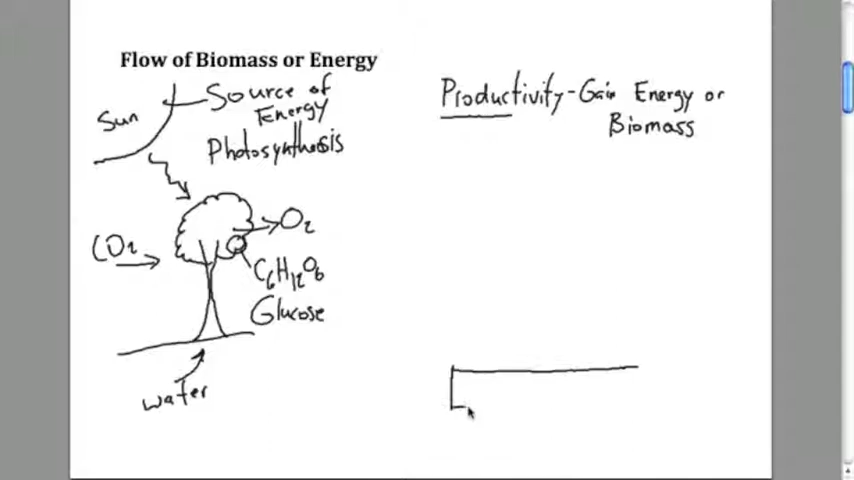 Flow of Biomass or Energy
Sun
Source of
Energy
Photosynthesis
CO2
O2
C6H12O6
Glucose
water
Productivity-Gain Energy or
Biomass